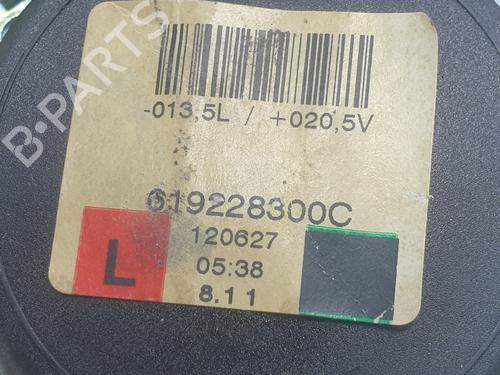 B-PARTS
-013,5L / +020,5V
619228300C
120627
L
05:38
8.11